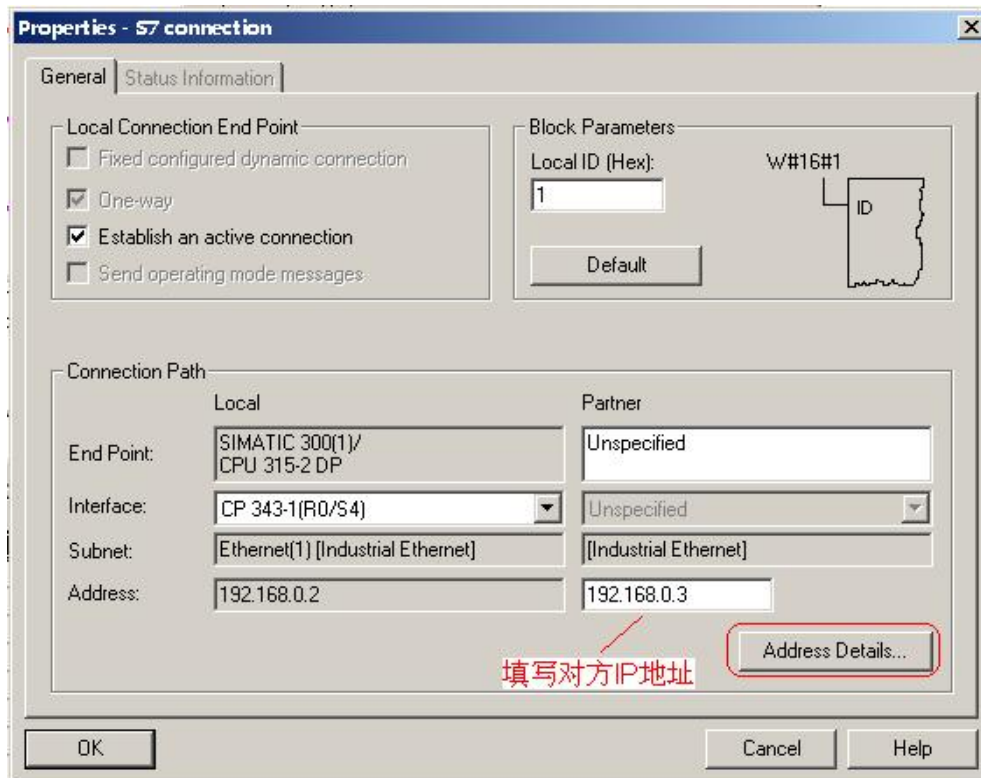 Properties - S7 connection
General
Status Information
Local Connection End Point
Fixed configured dynamic connection
One-way
Establish an active connection
Send operating mode messages
Block Parameters
Local ID (Hex):
W#16#1
1
ID
Default
Connection Path
Local
Partner
End Point:
SIMATIC 300(1)/
CPU 315-2 DP
Unspecified
Interface:
CP 343-1(R0/S4)
Unspecified
Subnet:
Ethernet(1) [Industrial Ethernet]
[Industrial Ethernet]
Address:
192.168.0.2
192.168.0.3
填写对方IP地址
Address Details...
OK
Cancel
Help